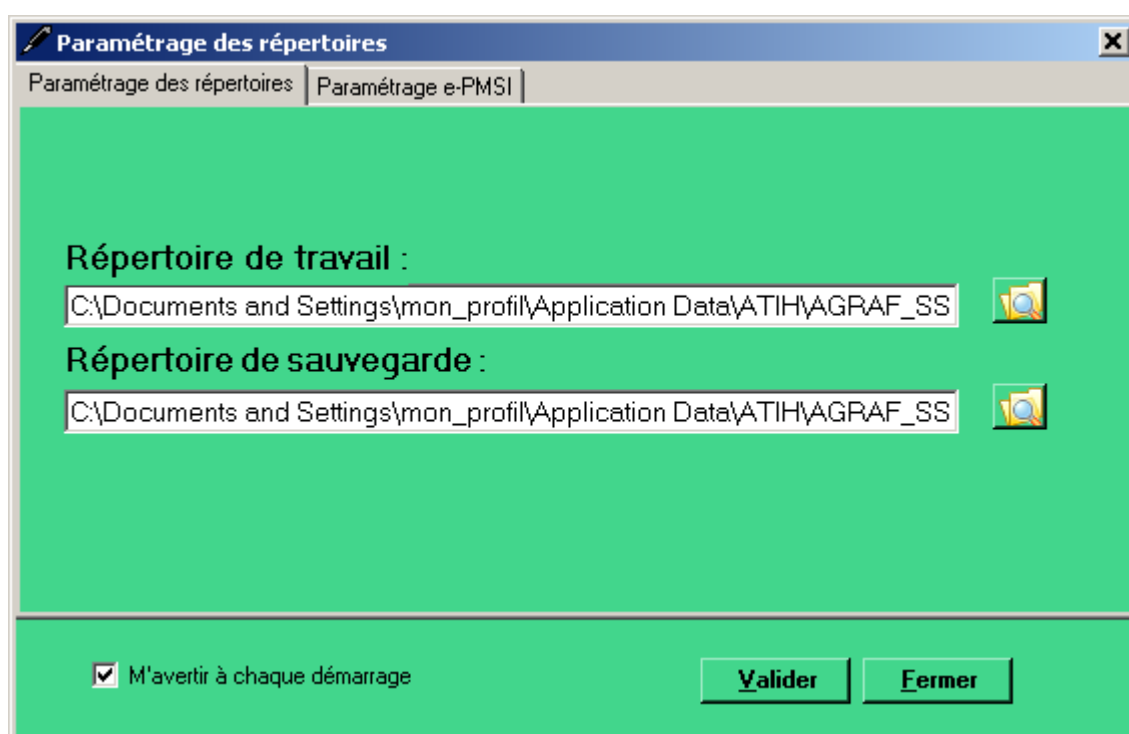 Paramétrage des répertoires
Paramétrage des répertoires Paramétrage e-PMSI
Répertoire de travail :
C:\Documents and Settings\mon_profil\Application Data\ATIH\AGRAF_SS
Répertoire de sauvegarde :
C:\Documents and Settings\mon_profil\Application Data\ATIH\AGRAF_SS
M'avertir à chaque démarrage Valider Fermer